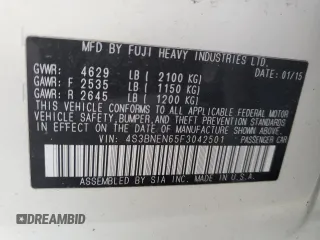 MFD BY FUJI HEAVY INDUSTRIES LTD.
GVWR: 4629 LB ( 2100 KG) DATE: 01/15
GAWR: F 2535 LB ( 1150 KG)
GAWR: R 2645 LB ( 1200 KG)
THIS VEHICLE CONFORMS TO ALL APPLICABLE FEDERAL MOTOR
VEHICLE SAFETY, BUMPER, AND THEFT PREVENTION STANDARDS
IN EFFECT ON THE DATE OF MANUFACTURE SHOWN ABOVE.
VIN: 4S3BNEN65F3042501 PASSENGER CAR
ASSEMBLED BY SIA INC. MADE IN U.S.A.
DREAMBID